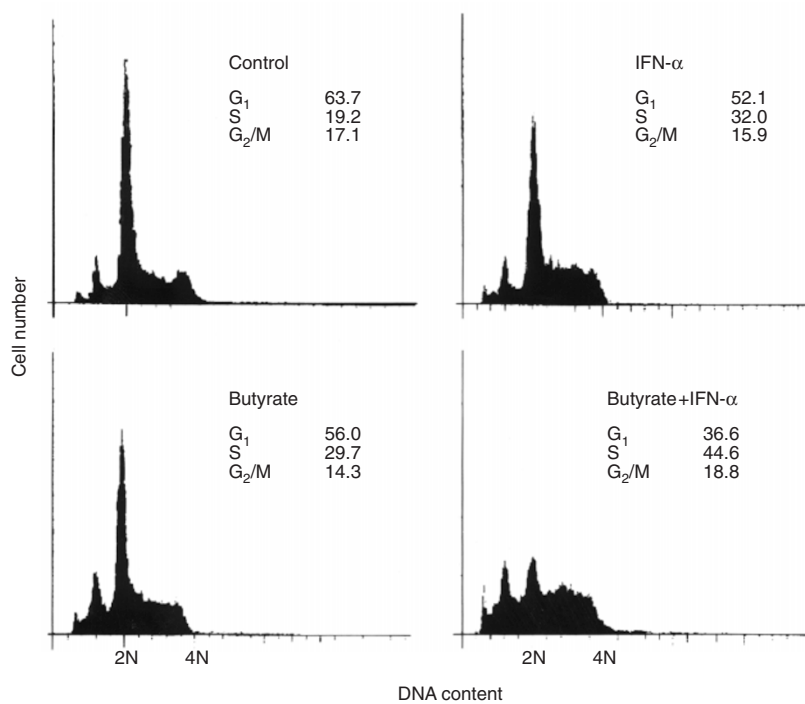 Control
G₁ 63.7
S 19.2
G₂/M 17.1
IFN-α
G₁ 52.1
S 32.0
G₂/M 15.9
Cell number
Butyrate
G₁ 56.0
S 29.7
G₂/M 14.3
Butyrate+IFN-α
G₁ 36.6
S 44.6
G₂/M 18.8
2N 4N
2N 4N
DNA content